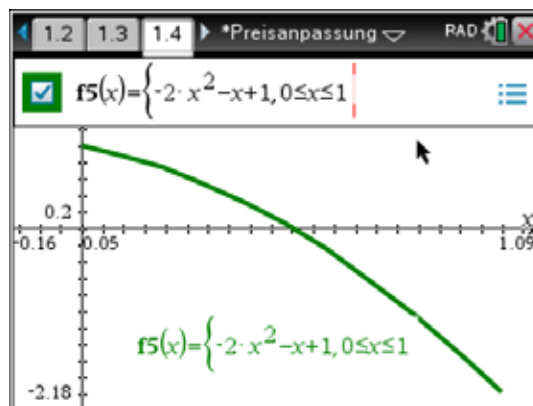 1.2 1.3 1.4 *Preisanpassung RAD
f5(x)={-2· x²-x+1, 0≤x≤1
0.2
x
-0.16 0.05 1.09
f5(x)={-2· x²-x+1, 0≤x≤1
-2.18